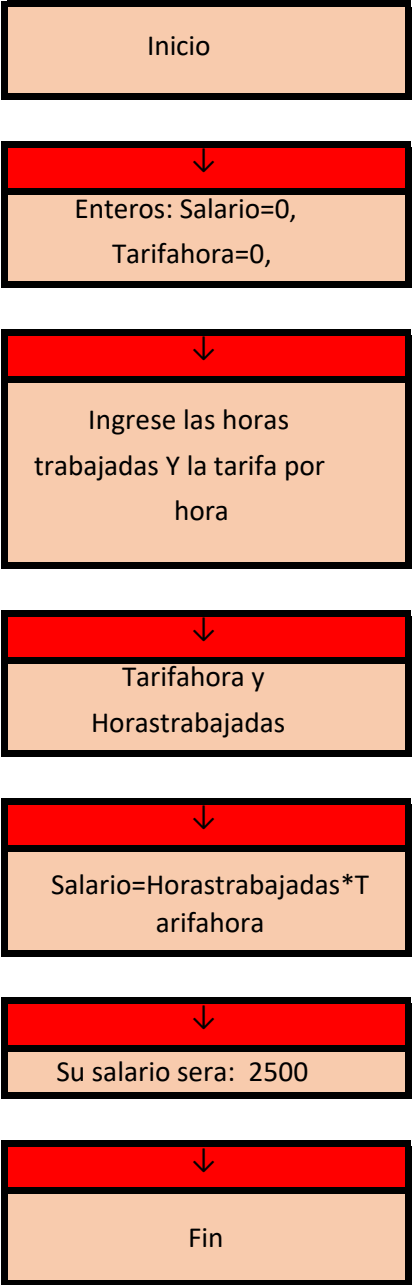 Inicio
↓
Enteros: Salario=0,
Tarifahora=0,
↓
Ingrese las horas
trabajadas Y la tarifa por
hora
↓
Tarifahora y
Horastrabajadas
↓
Salario=Horastrabajadas*T
arifahora
↓
Su salario sera: 2500
↓
Fin